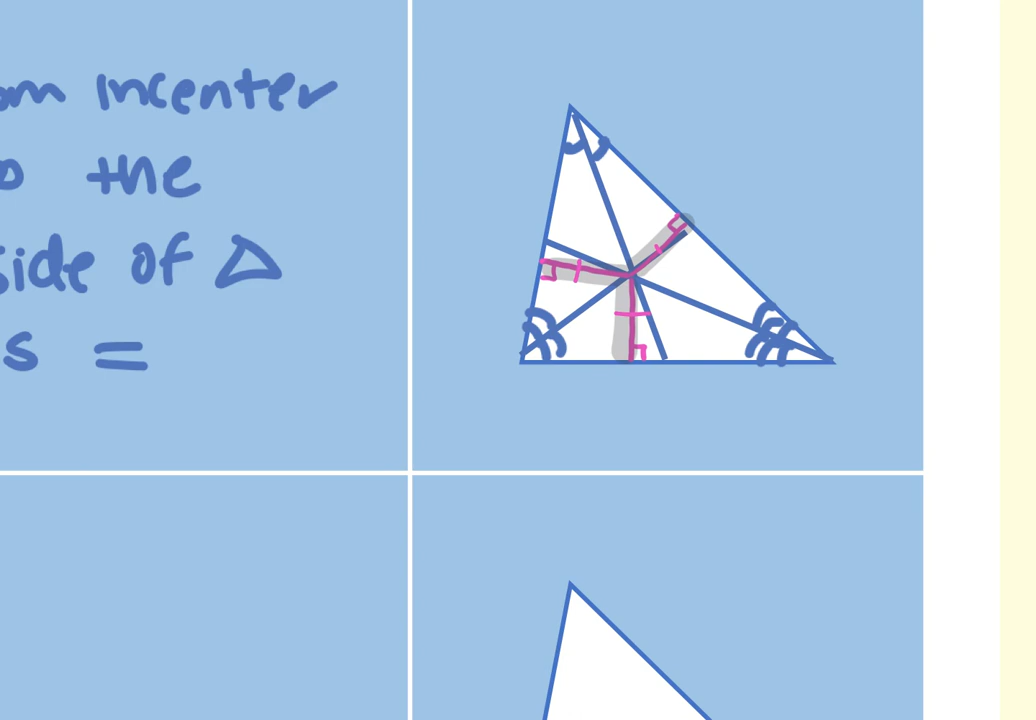 om incenter
the
side of △
s =